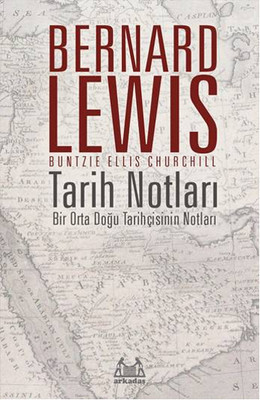 BERNARD
LEWIS
BUNTZIE ELLIS CHURCHILL
Tarih Notları
Bir Orta Doğu Tarihçisinin Notları
arkadaş